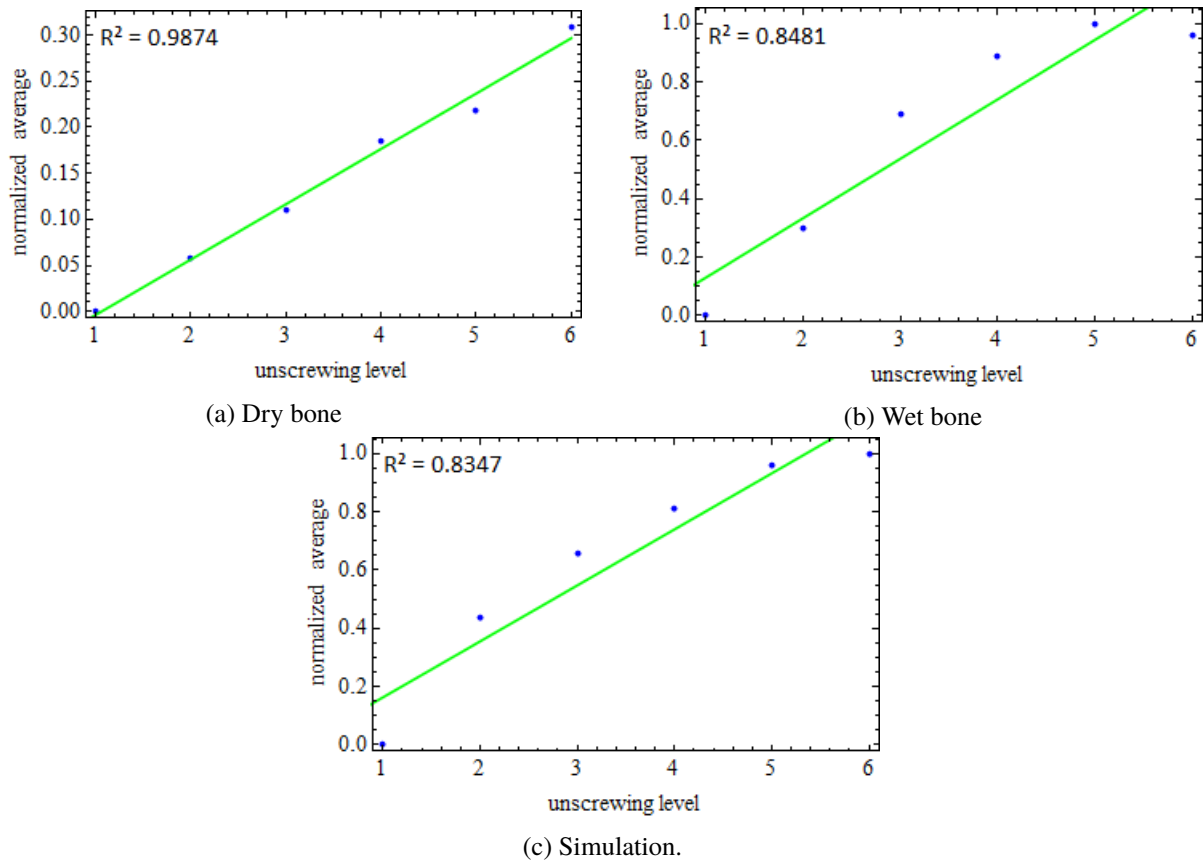 R² = 0.9874
normalized average
0.30
0.25
0.20
0.15
0.10
0.05
0.00
1 2 3 4 5 6
unscrewing level
(a) Dry bone
R² = 0.8481
normalized average
1.0
0.8
0.6
0.4
0.2
0.0
1 2 3 4 5 6
unscrewing level
(b) Wet bone
R² = 0.8347
normalized average
1.0
0.8
0.6
0.4
0.2
0.0
1 2 3 4 5 6
unscrewing level
(c) Simulation.